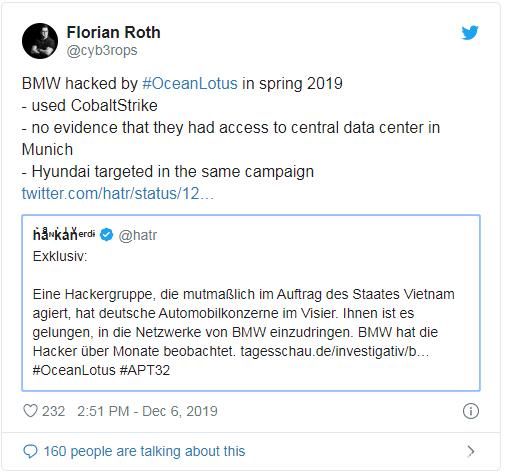 Florian Roth
@cyb3rops
BMW hacked by #OceanLotus in spring 2019
- used CobaltStrike
- no evidence that they had access to central data center in
Munich
- Hyundai targeted in the same campaign
twitter.com/hatr/status/12…
@hatr
Exklusiv:
Eine Hackergruppe, die mutmaßlich im Auftrag des Staates Vietnam
agiert, hat deutsche Automobilkonzerne im Visier. Ihnen ist es
gelungen, in die Netzwerke von BMW einzudringen. BMW hat die
Hacker über Monate beobachtet. tagesschau.de/investigativ/b…
#OceanLotus #APT32
232 2:51 PM - Dec 6, 2019
160 people are talking about this